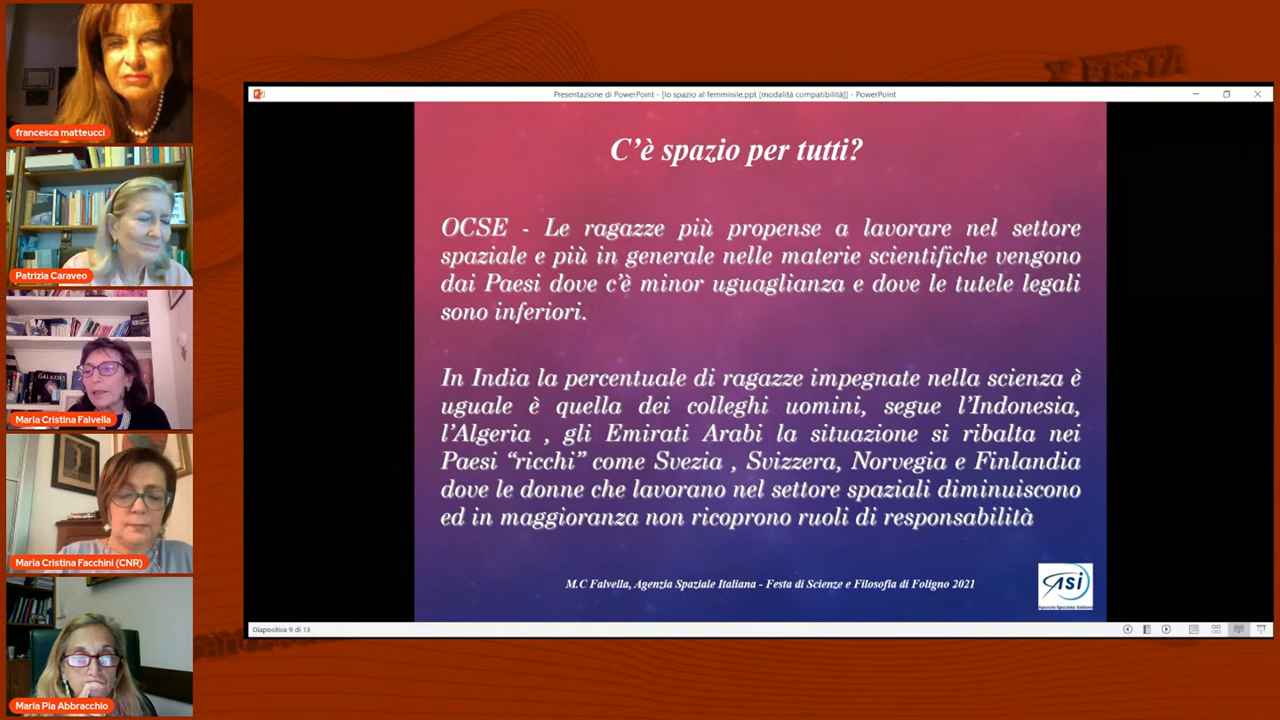 francesca matteucci
Patrizia Caraveo
GALAXIES
Maria Cristina Falvella
Maria Cristina Facchini (CNR)
Maria Pia Abbracchio
X^ FESTA
Presentazione di PowerPoint - [lo spazio al femminile.ppt [modalità compatibilità]] - PowerPoint
C'è spazio per tutti?
OCSE - Le ragazze più propense a lavorare nel settore
spaziale e più in generale nelle materie scientifiche vengono
dai Paesi dove c'è minor uguaglianza e dove le tutele legali
sono inferiori.
In India la percentuale di ragazze impegnate nella scienza è
uguale è quella dei colleghi uomini, segue l'Indonesia,
l'Algeria , gli Emirati Arabi la situazione si ribalta nei
Paesi “ricchi” come Svezia , Svizzera, Norvegia e Finlandia
dove le donne che lavorano nel settore spaziali diminuiscono
ed in maggioranza non ricoprono ruoli di responsabilità
M.C Falvella, Agenzia Spaziale Italiana - Festa di Scienze e Filosofia di Foligno 2021
asi
Agenzia Spaziale Italiana
Diapositiva 9 di 13